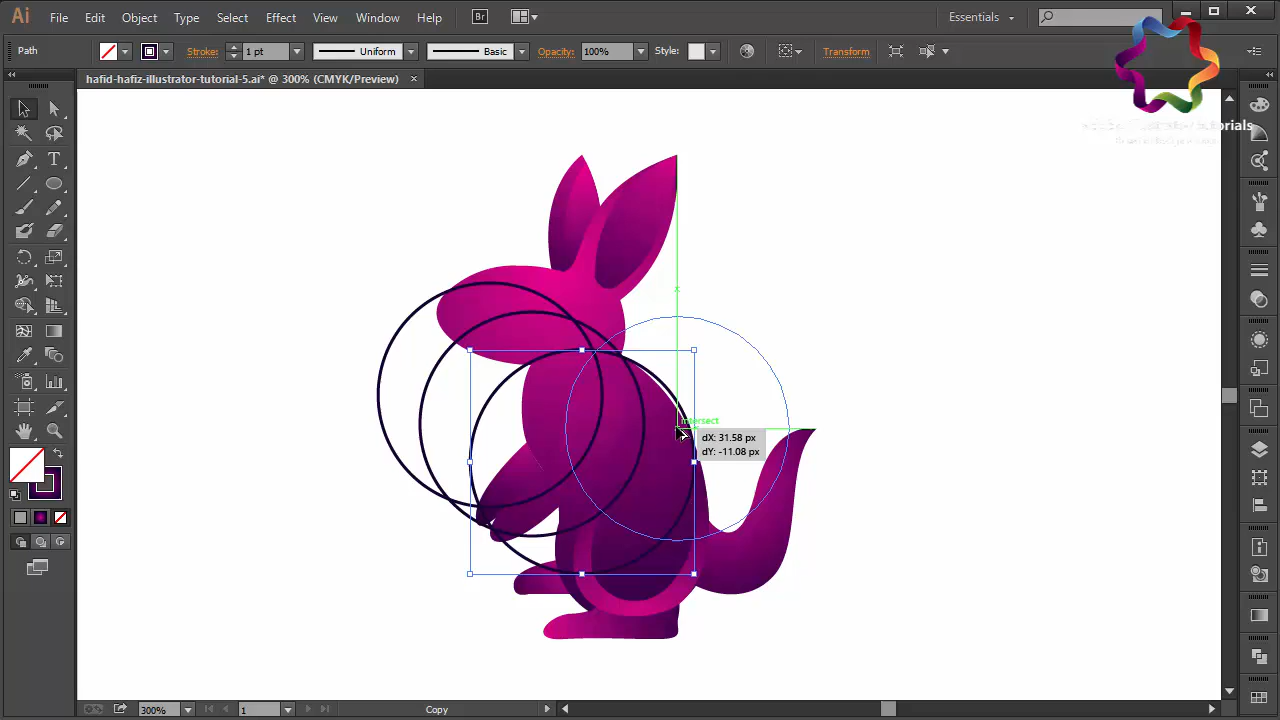 Ai File Edit Object Type Select Effect View Window Help Br Essentials
Path Stroke: 1 pt Uniform Basic Opacity: 100% Style: Transform
hafid-hafiz-illustrator-tutorial-5.ai* @ 300% (CMYK/Preview)
intersect
dX: 31.58 px
dY: -11.08 px
300% 1 Copy